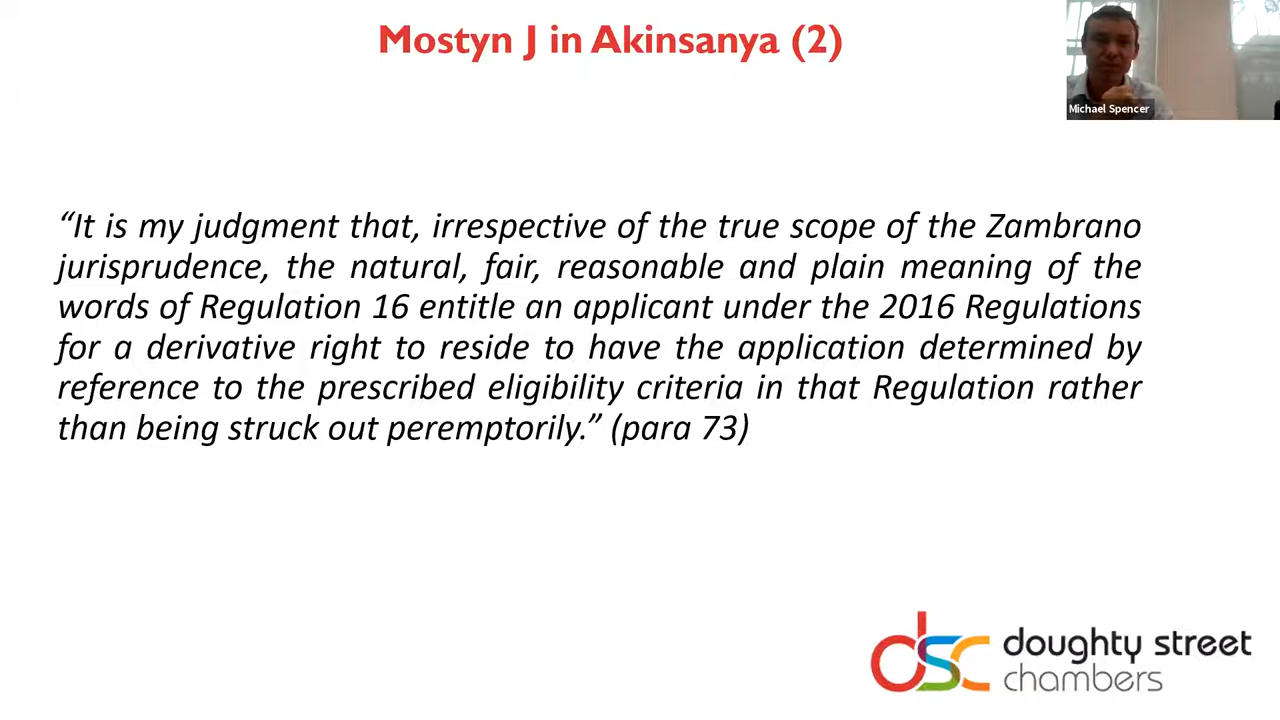 Mostyn J in Akinsanya (2)
Michael Spencer
“It is my judgment that, irrespective of the true scope of the Zambrano
jurisprudence, the natural, fair, reasonable and plain meaning of the
words of Regulation 16 entitle an applicant under the 2016 Regulations
for a derivative right to reside to have the application determined by
reference to the prescribed eligibility criteria in that Regulation rather
than being struck out peremptorily.” (para 73)
dsc
doughty street
chambers